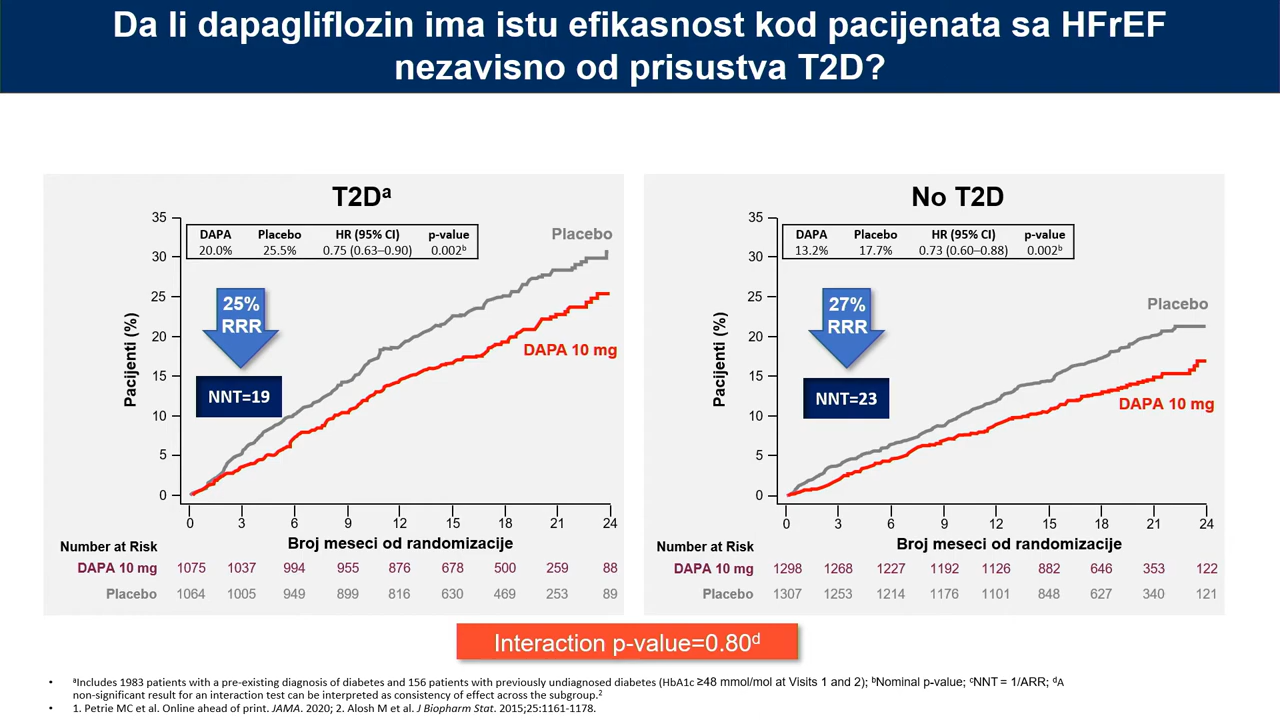 Da li dapagliflozin ima istu efikasnost kod pacijenata sa HFrEF
nezavisno od prisustva T2D?
T2Dᵃ
35
30
25
20
15
10
5
0
Pacijenti (%)
DAPA Placebo HR (95% CI) p-value
20.0% 25.5% 0.75 (0.63–0.90) 0.002ᵇ
Placebo
25%
RRR
NNT=19
DAPA 10 mg
0 3 6 9 12 15 18 21 24
Broj meseci od randomizacije
Number at Risk
DAPA 10 mg 1075 1037 994 955 876 678 500 259 88
Placebo 1064 1005 949 899 816 630 469 253 89
No T2D
35
30
25
20
15
10
5
0
Pacijenti (%)
DAPA Placebo HR (95% CI) p-value
13.2% 17.7% 0.73 (0.60–0.88) 0.002ᵇ
27%
RRR
NNT=23
Placebo
DAPA 10 mg
0 3 6 9 12 15 18 21 24
Broj meseci od randomizacije
Number at Risk
DAPA 10 mg 1298 1268 1227 1192 1126 882 646 353 122
Placebo 1307 1253 1214 1176 1101 848 627 340 121
Interaction p-value=0.80ᵈ
• ᵃIncludes 1983 patients with a pre-existing diagnosis of diabetes and 156 patients with previously undiagnosed diabetes (HbA1c ≥48 mmol/mol at Visits 1 and 2); ᵇNominal p-value; ᶜNNT = 1/ARR; ᵈA
non-significant result for an interaction test can be interpreted as consistency of effect across the subgroup.²
• 1. Petrie MC et al. Online ahead of print. JAMA. 2020; 2. Alosh M et al. J Biopharm Stat. 2015;25:1161-1178.